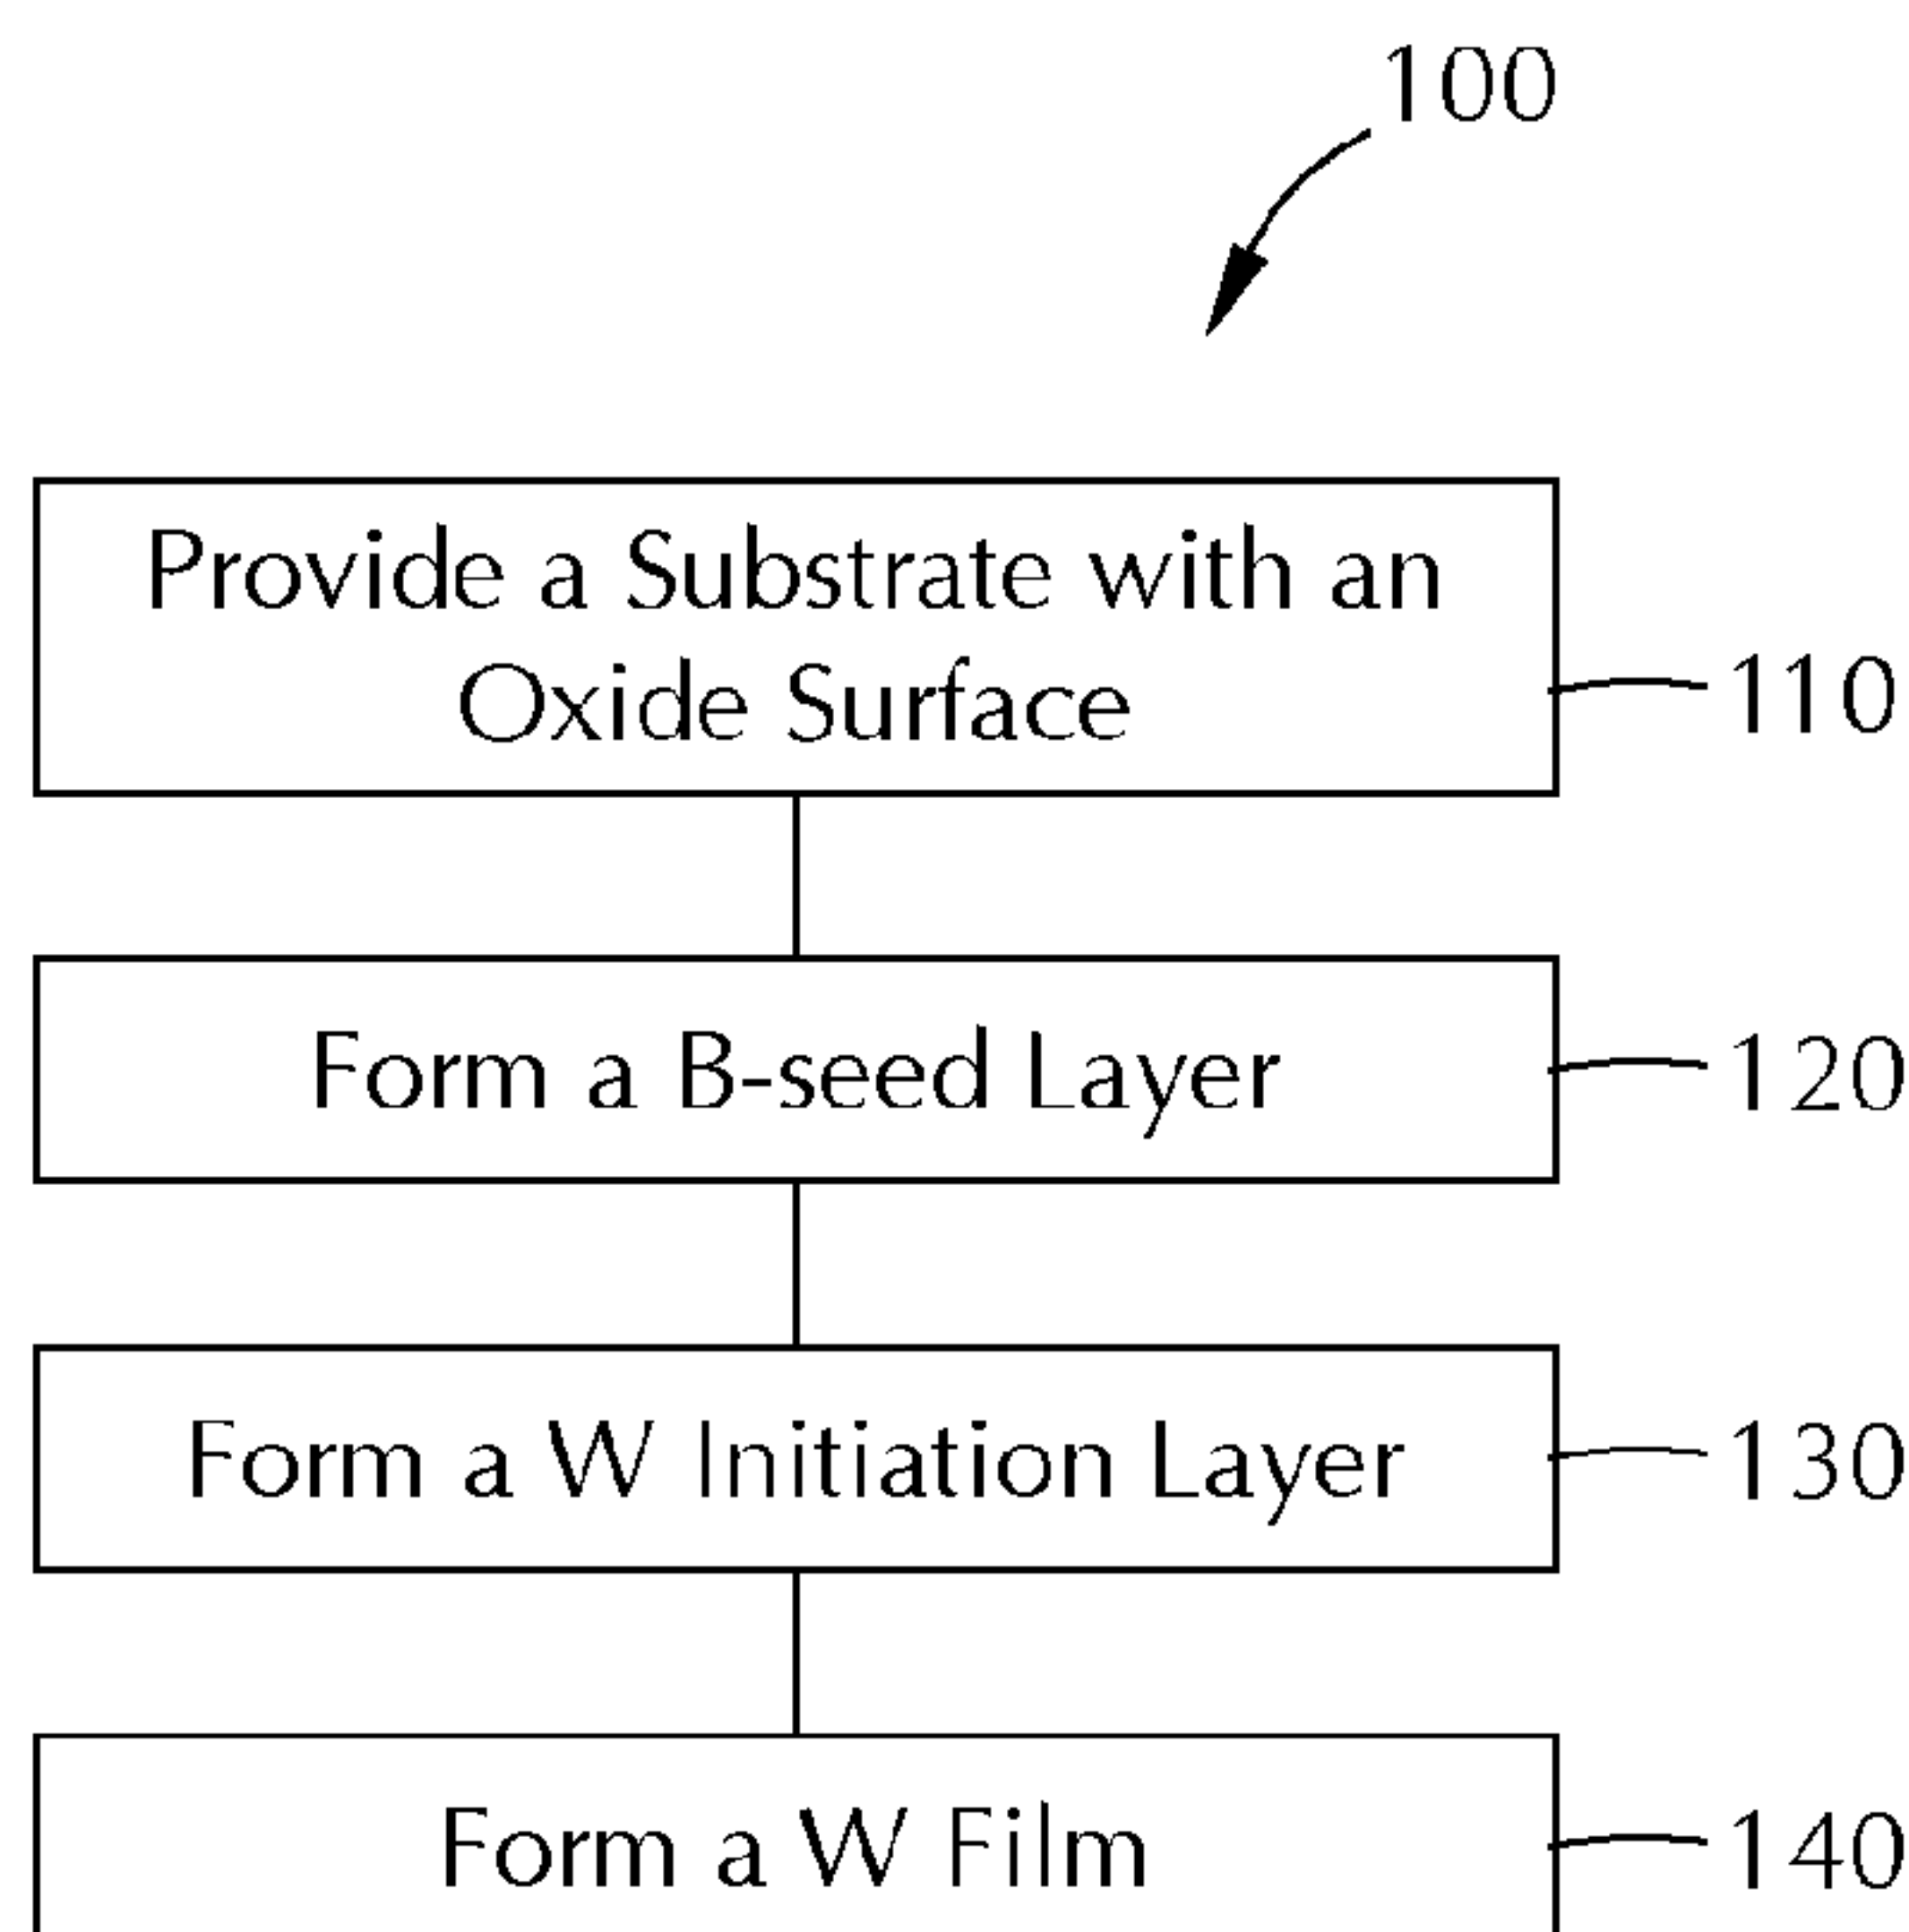 100
Provide a Substrate with an
Oxide Surface
110
Form a B-seed Layer
120
Form a W Initiation Layer
130
Form a W Film
140